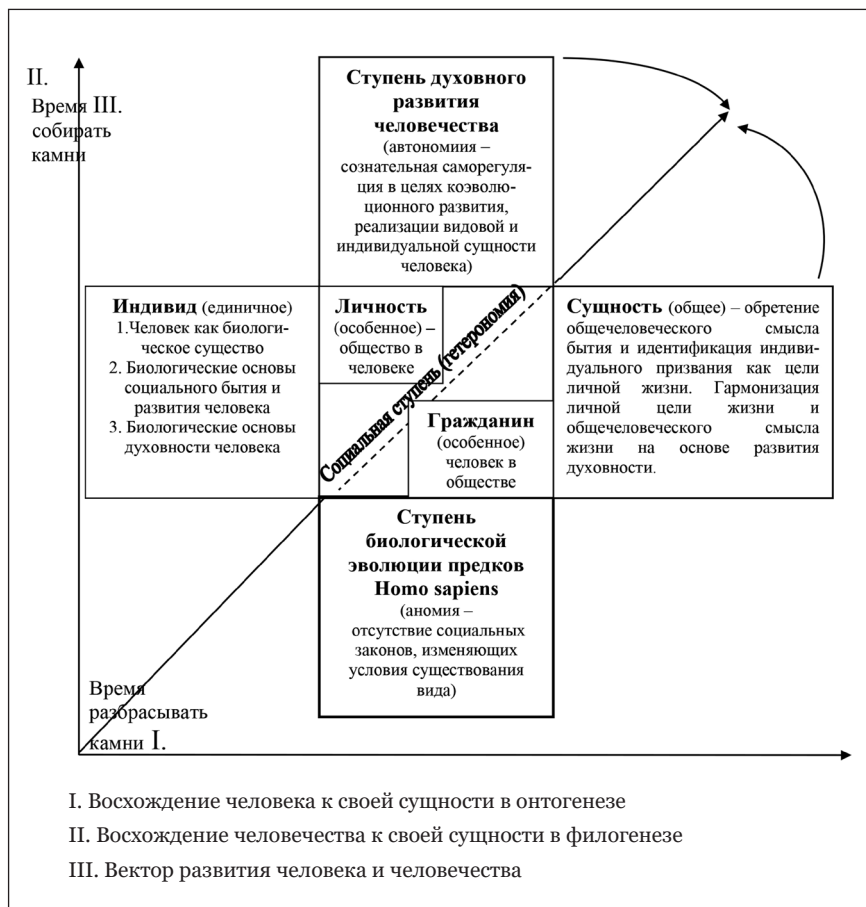 II.
Время III.
собирать
камни
Ступень духовного
развития
человечества
(автономиия –
сознательная саморегуля-
ция в целях коэволю-
ционного развития,
реализации видовой и
индивидуальной сущности
человека)
Индивид (единичное)
1.Человек как биологи-
ческое существо
2. Биологические основы
социального бытия и
развития человека
3. Биологические основы
духовности человека
Личность
(особенное) –
общество в
человеке
Социальная ступень (гетерономия)
Гражданин
(особенное)
человек в
обществе
Сущность (общее) – обретение
общечеловеческого смысла
бытия и идентификация индиви-
дуального призвания как цели
личной жизни. Гармонизация
личной цели жизни и
общечеловеческого смысла
жизни на основе развития
духовности.
Ступень
биологической
эволюции предков
Homo sapiens
(аномия –
отсутствие социальных
законов, изменяющих
условия существования
вида)
Время
разбрасывать
камни I.
I. Восхождение человека к своей сущности в онтогенезе
II. Восхождение человечества к своей сущности в филогенезе
III. Вектор развития человека и человечества